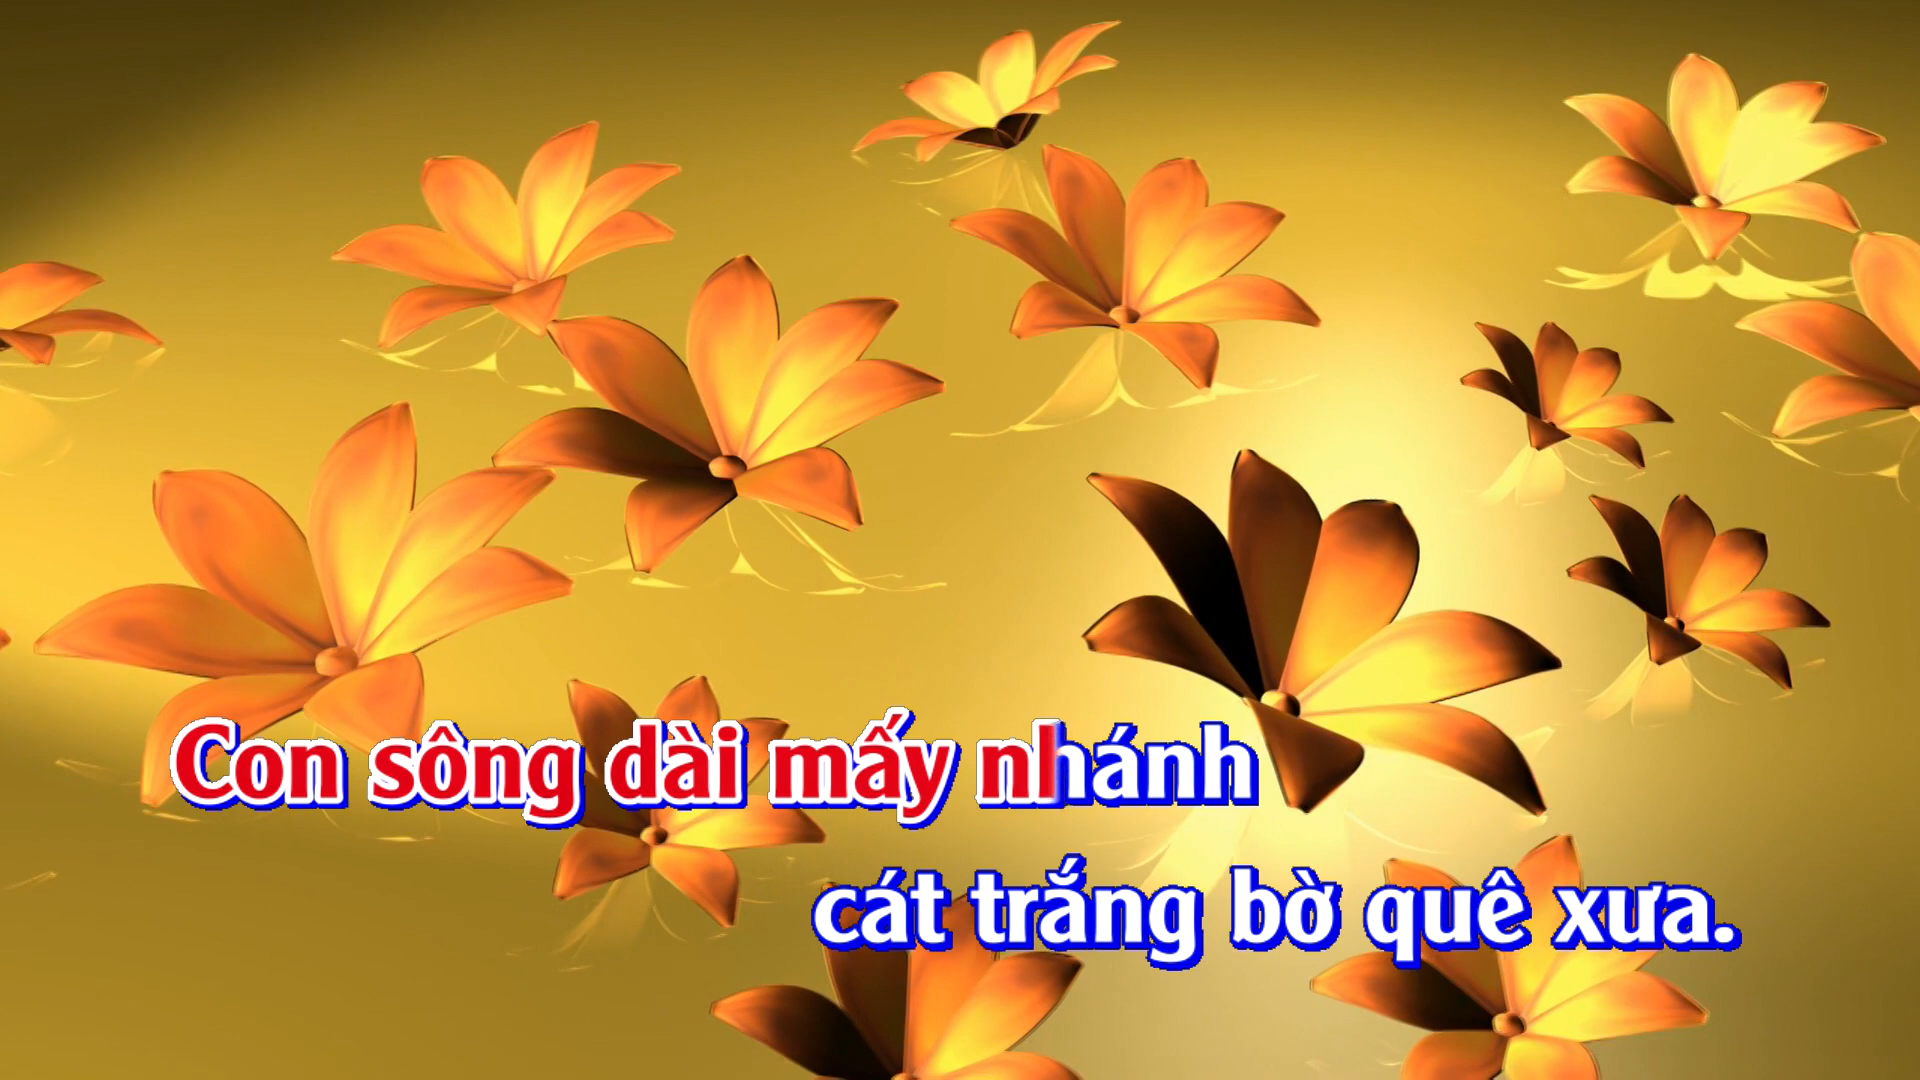 Con sông dài mấy nhánh
cát trắng bờ quê xưa.